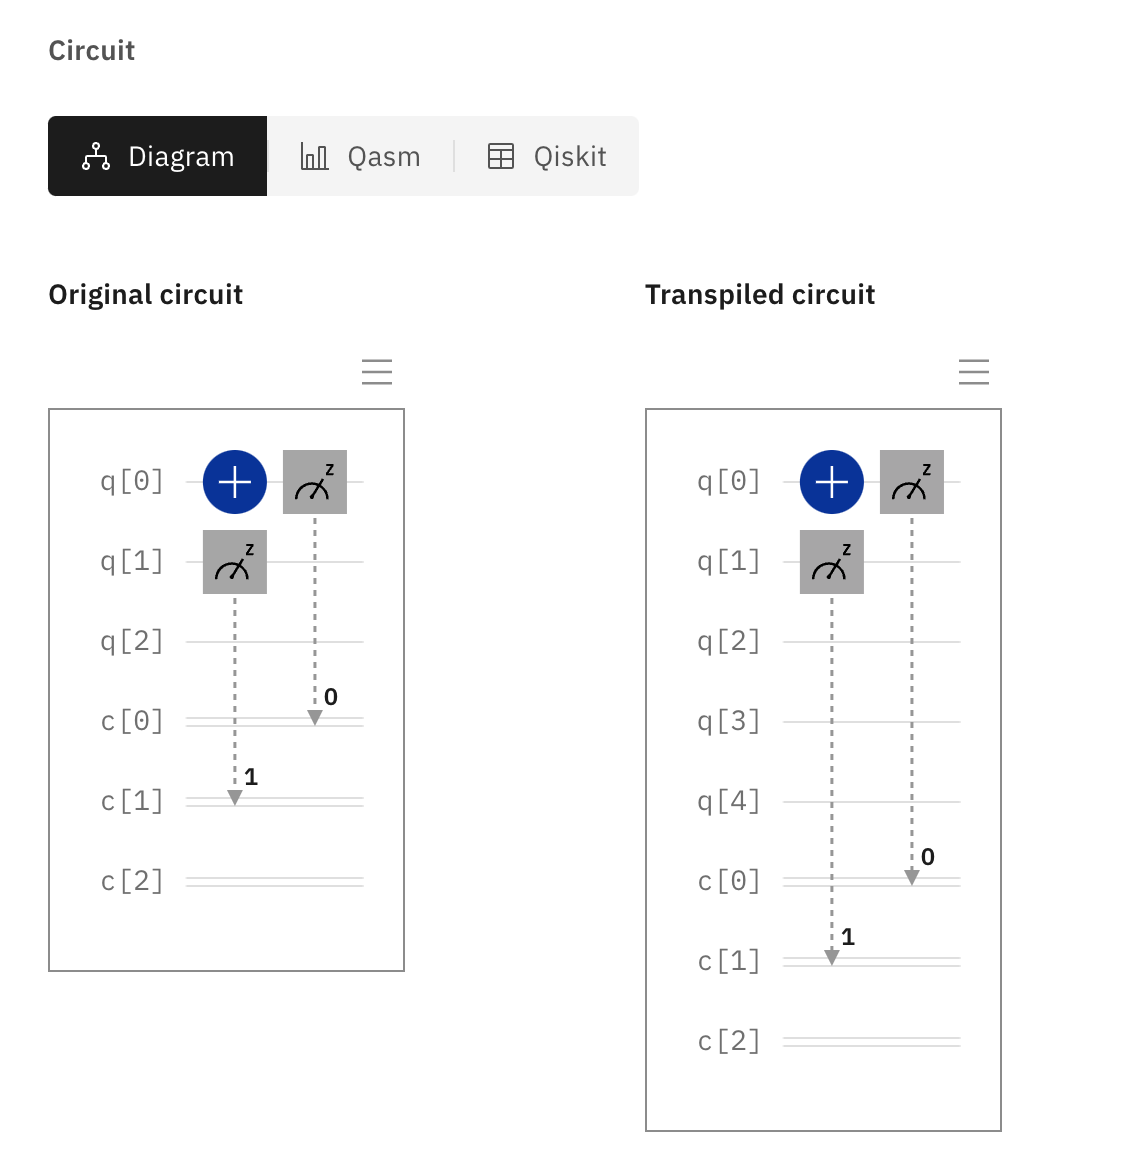 Circuit
Diagram Qasm Qiskit
Original circuit
q[0] z
q[1] z
q[2]
c[0] 0
c[1] 1
c[2]
Transpiled circuit
q[0] z
q[1] z
q[2]
q[3]
q[4]
c[0] 0
c[1] 1
c[2]